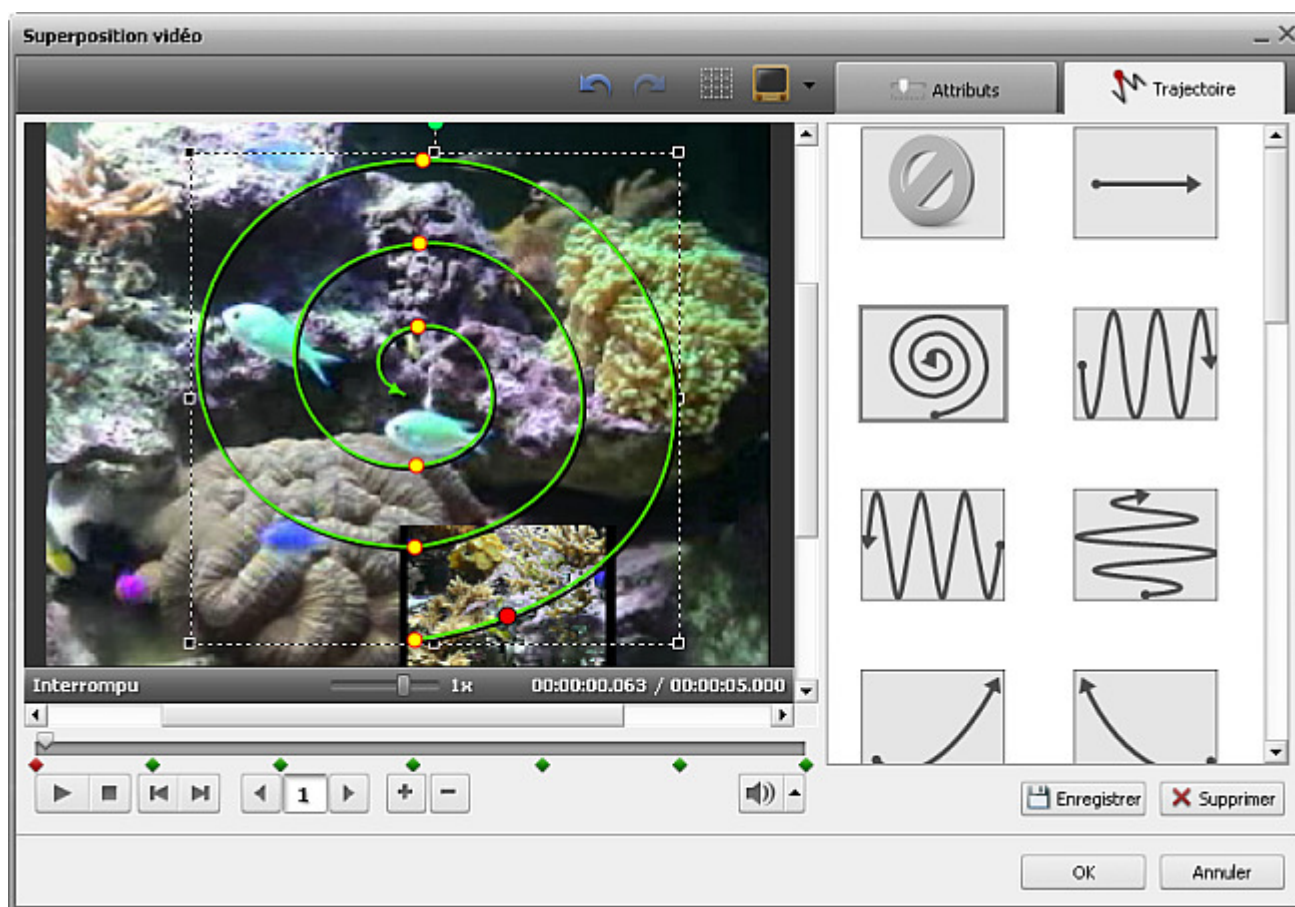 Superposition vidéo
Attributs
Trajectoire
Interrompu
1x
00:00:00.063 / 00:00:05.000
1
Enregistrer
Supprimer
OK
Annuler